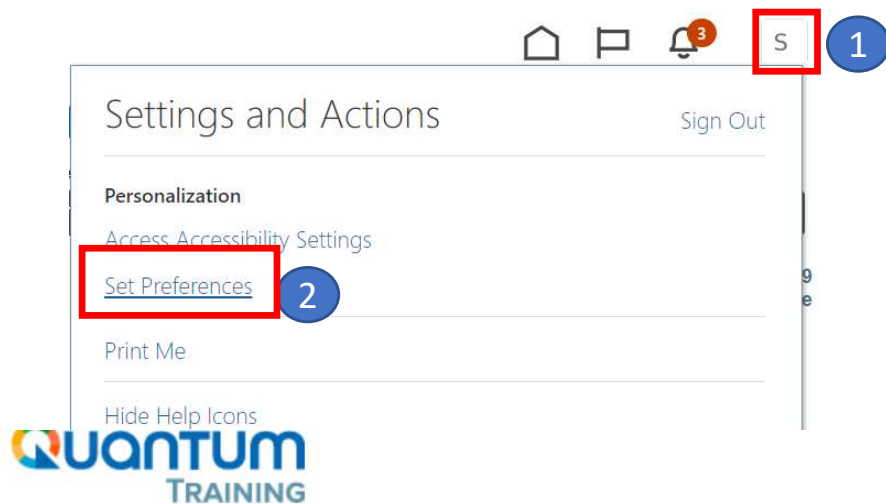 3
S
1
Settings and Actions
Sign Out
Personalization
Access Accessibility Settings
Set Preferences
2
9
e
Print Me
Hide Help Icons
Quantum
Training